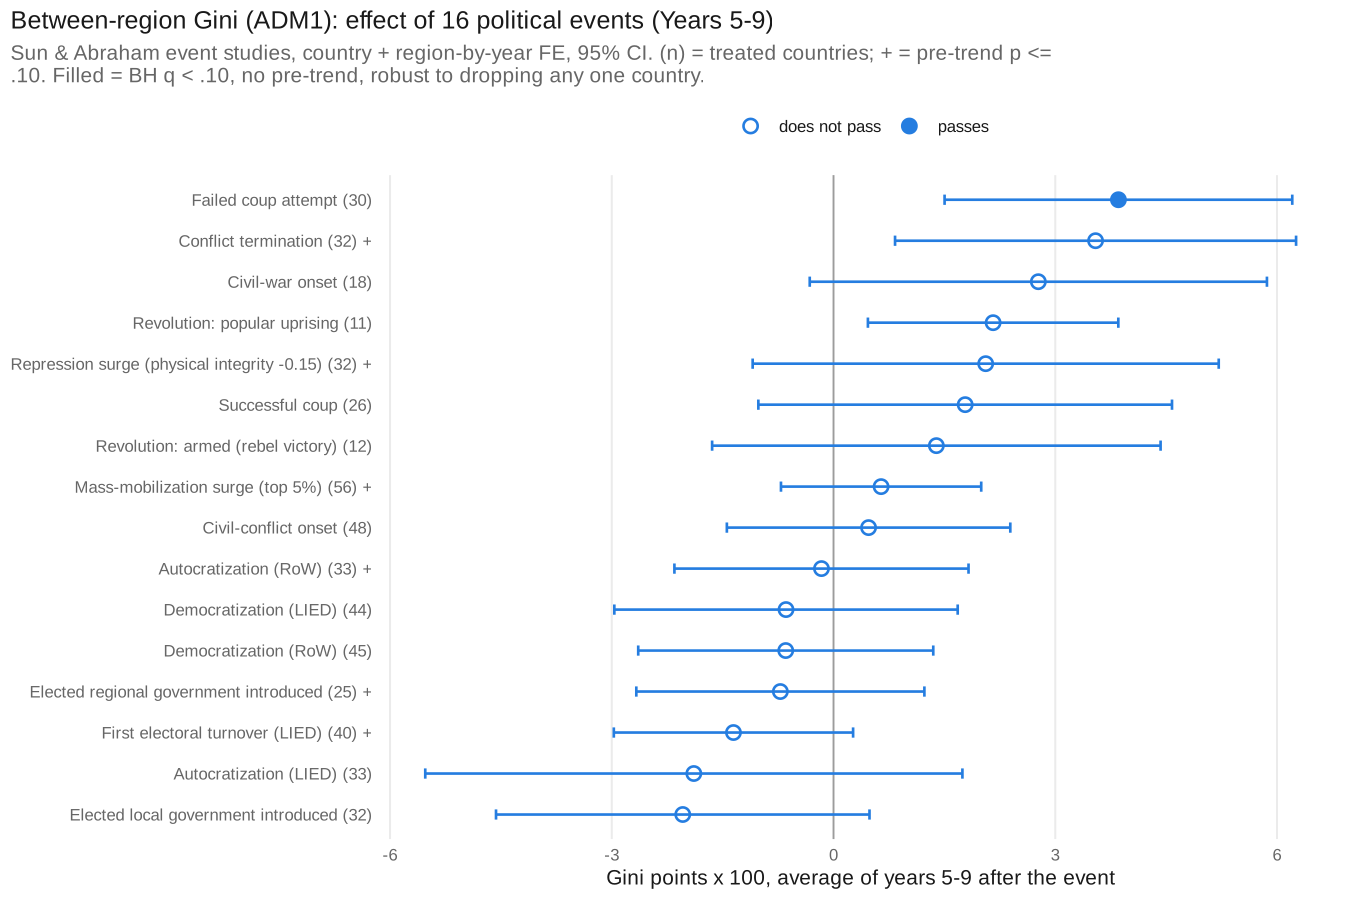 Between-region Gini (ADM1): effect of 16 political events (Years 5-9)
Sun & Abraham event studies, country + region-by-year FE, 95% CI. (n) = treated countries; + = pre-trend p <=
.10. Filled = BH q < .10, no pre-trend, robust to dropping any one country.
does not pass passes
Failed coup attempt (30)
Conflict termination (32) +
Civil-war onset (18)
Revolution: popular uprising (11)
Repression surge (physical integrity -0.15) (32) +
Successful coup (26)
Revolution: armed (rebel victory) (12)
Mass-mobilization surge (top 5%) (56) +
Civil-conflict onset (48)
Autocratization (RoW) (33) +
Democratization (LIED) (44)
Democratization (RoW) (45)
Elected regional government introduced (25) +
First electoral turnover (LIED) (40) +
Autocratization (LIED) (33)
Elected local government introduced (32)
-6 -3 0 3 6
Gini points x 100, average of years 5-9 after the event